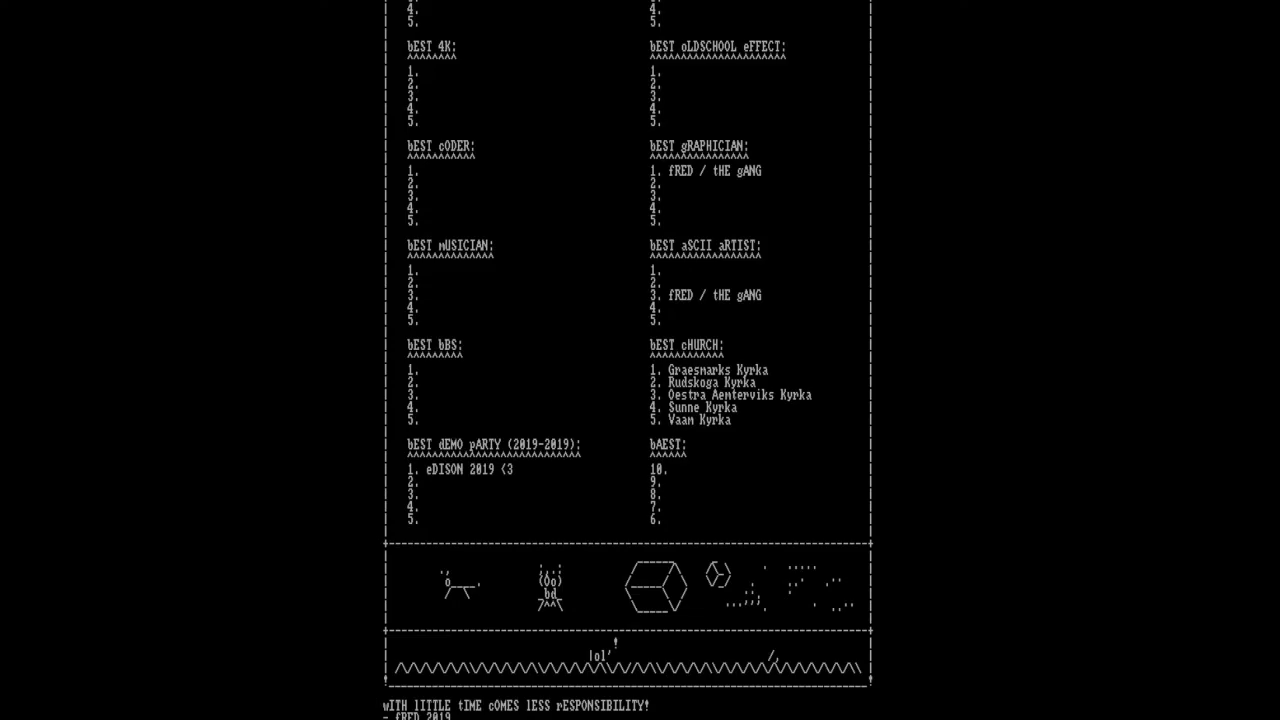 4. 4.
5. 5.
bEST 4K: bEST oLDSCHOOL eFFECT:
^^^^^^^^ ^^^^^^^^^^^^^^^^^^^^^^
1. 1.
2. 2.
3. 3.
4. 4.
5. 5.
bEST cODER: bEST gRAPHICIAN:
^^^^^^^^^^^ ^^^^^^^^^^^^^^^^
1. 1. fRED / tHE gANG
2. 2.
3. 3.
4. 4.
5. 5.
bEST mUSICIAN: bEST aSCII aRTIST:
^^^^^^^^^^^^^^ ^^^^^^^^^^^^^^^^^^
1. 1.
2. 2.
3. 3. fRED / tHE gANG
4. 4.
5. 5.
bEST bBS: bEST cHURCH:
^^^^^^^^^ ^^^^^^^^^^^^
1. 1. Graesmarks Kyrka
2. 2. Rudskoga Kyrka
3. 3. Oestra Aemterviks Kyrka
4. 4. Sunne Kyrka
5. 5. Vaam Kyrka
bEST dEMO pARTY (2019-2019): bAEST:
^^^^^^^^^^^^^^^^^^^^^^^^^^^^ ^^^^^^
1. eDISON 2019 <3 10.
2. 9.
3. 8.
4. 7.
5. 6.
lol'
wITH lITTLE tIME cOMES lESS rESPONSIBILITY!
- fRED 2019